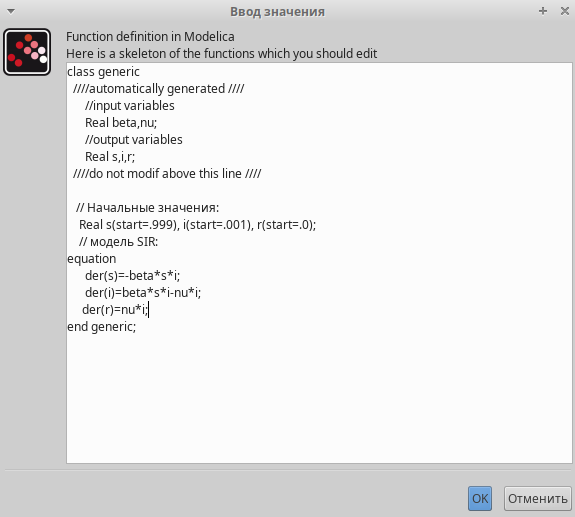 Ввод значения
Function definition in Modelica
Here is a skeleton of the functions which you should edit
class generic
////automatically generated ////
//input variables
Real beta,nu;
//output variables
Real s,i,r;
////do not modif above this line ////
// Начальные значения:
Real s(start=.999), i(start=.001), r(start=.0);
// модель SIR:
equation
der(s)=-beta*s*i;
der(i)=beta*s*i-nu*i;
der(r)=nu*i;
end generic;
OK
Отменить